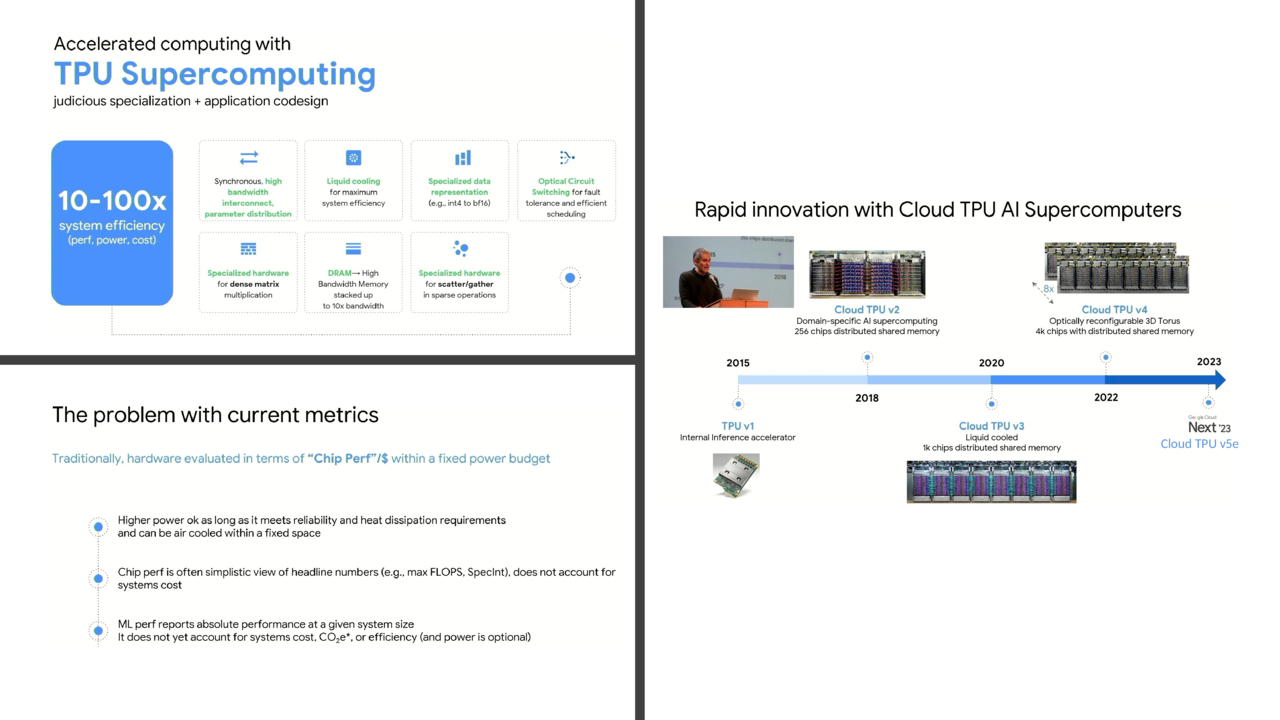 Accelerated computing with
TPU Supercomputing
judicious specialization + application codesign
10-100x
system efficiency
(perf, power, cost)
Synchronous, high
bandwidth
interconnect,
parameter distribution
Liquid cooling
for maximum
system efficiency
Specialized data
representation
(e.g., int4 to bf16)
Optical Circuit
Switching for fault
tolerance and efficient
scheduling
Specialized hardware
for dense matrix
multiplication
DRAM→ High
Bandwidth Memory
stacked up
to 10x bandwidth
Specialized hardware
for scatter/gather
in sparse operations
The problem with current metrics
Traditionally, hardware evaluated in terms of “Chip Perf”/$ within a fixed power budget
Higher power ok as long as it meets reliability and heat dissipation requirements
and can be air cooled within a fixed space
Chip perf is often simplistic view of headline numbers (e.g., max FLOPS, SpecInt), does not account for
systems cost
ML perf reports absolute performance at a given system size
It does not yet account for systems cost, CO₂e*, or efficiency (and power is optional)
Rapid innovation with Cloud TPU AI Supercomputers
the chips distributed shared mem
2018
Cloud TPU v2
Domain-specific AI supercomputing
256 chips distributed shared memory
8x
Cloud TPU v4
Optically reconfigurable 3D Torus
4k chips with distributed shared memory
2015
2020
2023
2018
2022
TPU v1
Internal Inference accelerator
Cloud TPU v3
Liquid cooled
1k chips distributed shared memory
Google Cloud
Next '23
Cloud TPU v5e